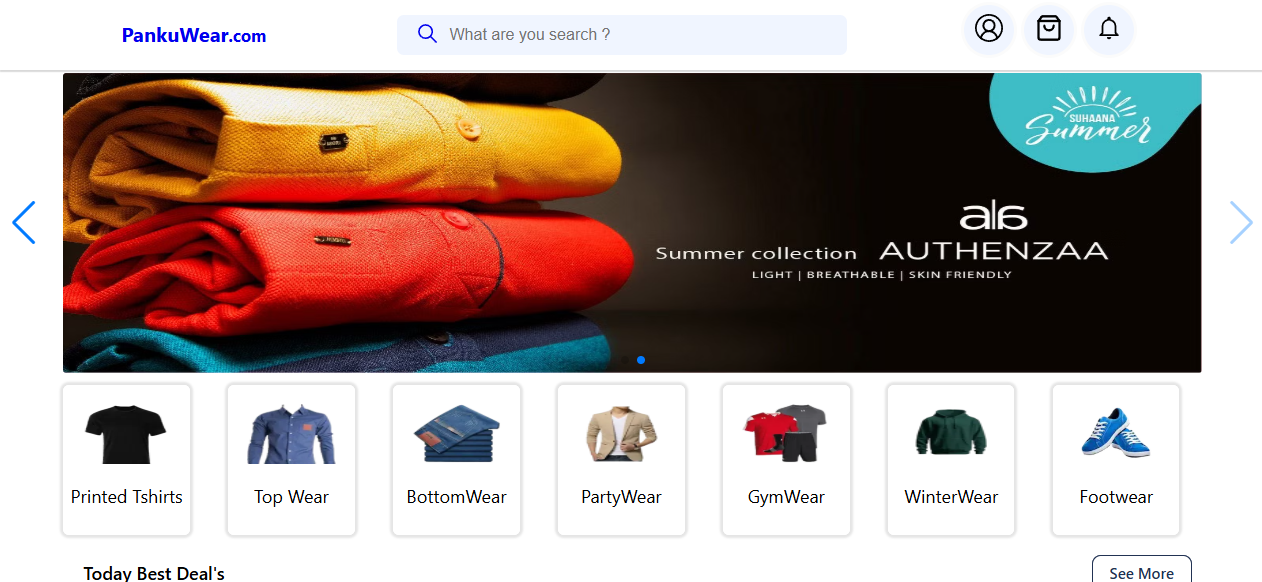 PankuWear.com
What are you search ?
SUHAANA
Summer
ala
Summer collection
AUTHENZAA
LIGHT | BREATHABLE | SKIN FRIENDLY
Printed Tshirts
Top Wear
BottomWear
PartyWear
GymWear
WinterWear
Footwear
Today Best Deal's
See More